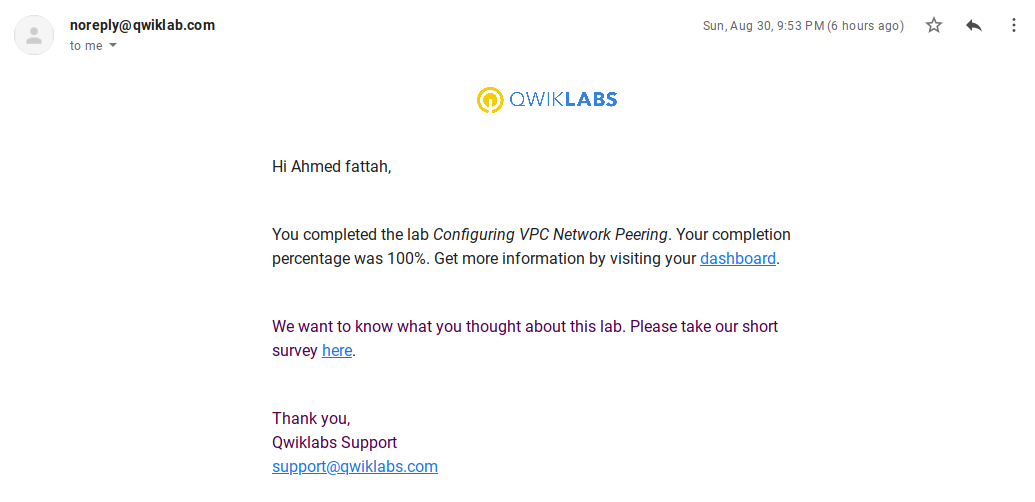 noreply@qwiklab.com
Sun, Aug 30, 9:53 PM (6 hours ago)
to me
QWIKLABS
Hi Ahmed fattah,
You completed the lab Configuring VPC Network Peering. Your completion
percentage was 100%. Get more information by visiting your dashboard.
We want to know what you thought about this lab. Please take our short
survey here.
Thank you,
Qwiklabs Support
support@qwiklabs.com